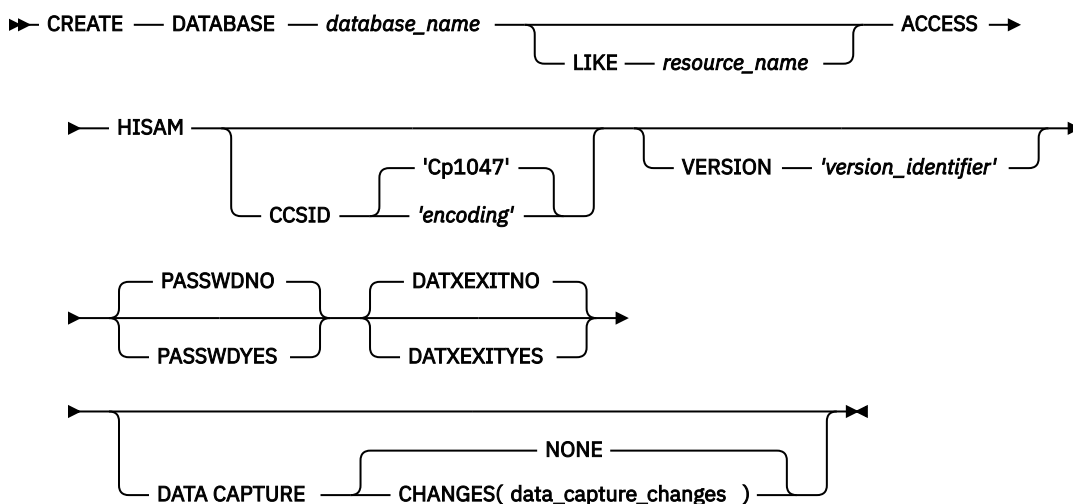 CREATE DATABASE database_name ACCESS
LIKE resource_name
HISAM
'Cp1047'
VERSION 'version_identifier'
CCSID 'encoding'
PASSWDNO DATXEXITNO
PASSWDYES DATXEXITYES
NONE
DATA CAPTURE CHANGES( data_capture_changes )